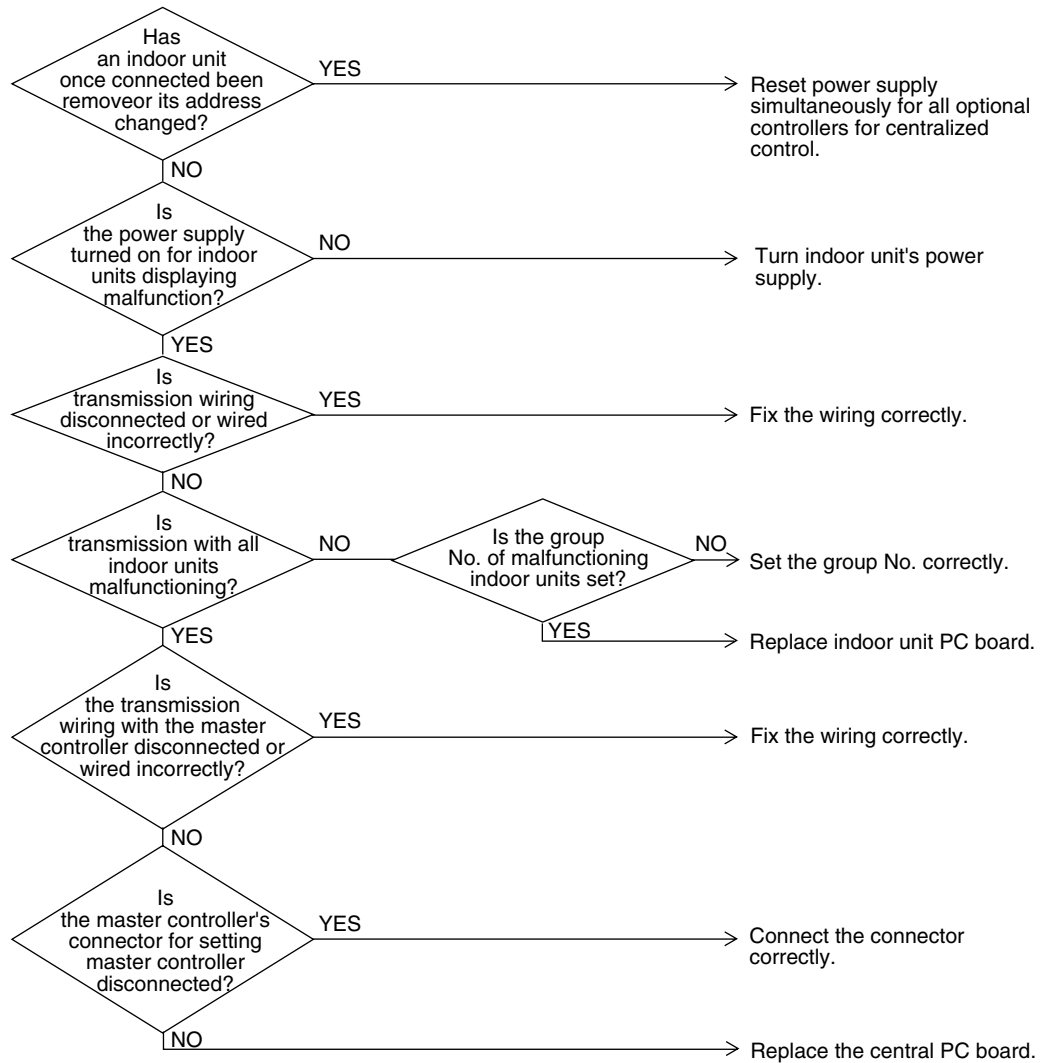 Has
an indoor unit
once connected been
removeor its address
changed?
YES
Reset power supply
simultaneously for all optional
controllers for centralized
control.
NO
Is
the power supply
turned on for indoor
units displaying
malfunction?
NO
Turn indoor unit's power
supply.
YES
Is
transmission wiring
disconnected or wired
incorrectly?
YES
Fix the wiring correctly.
NO
Is
transmission with all
indoor units
malfunctioning?
NO
Is the group
No. of malfunctioning
indoor units set?
NO
Set the group No. correctly.
YES
Replace indoor unit PC board.
YES
Is
the transmission
wiring with the master
controller disconnected or
wired incorrectly?
YES
Fix the wiring correctly.
NO
Is
the master controller's
connector for setting
master controller
disconnected?
YES
Connect the connector
correctly.
NO
Replace the central PC board.